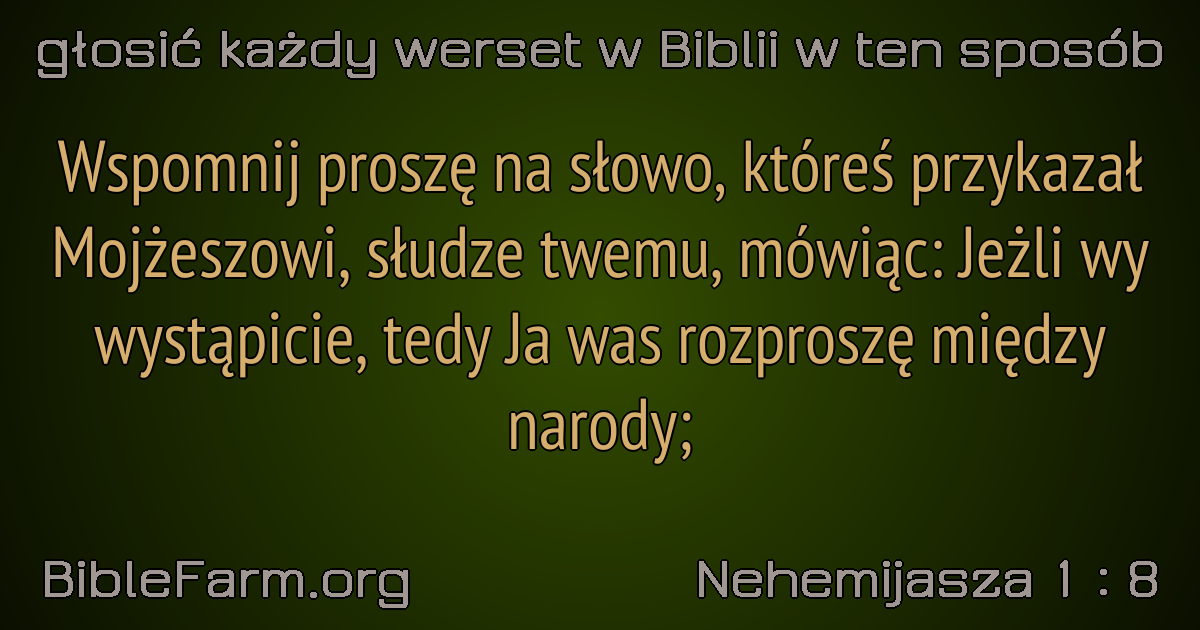 głosić każdy werset w Biblii w ten sposób
Wspomnij proszę na słowo, któreś przykazał
Mojżeszowi, słudze twemu, mówiąc: Jeżli wy
wystąpicie, tedy Ja was rozproszę między
narody;
BibleFarm.org
Nehemijasza 1 : 8